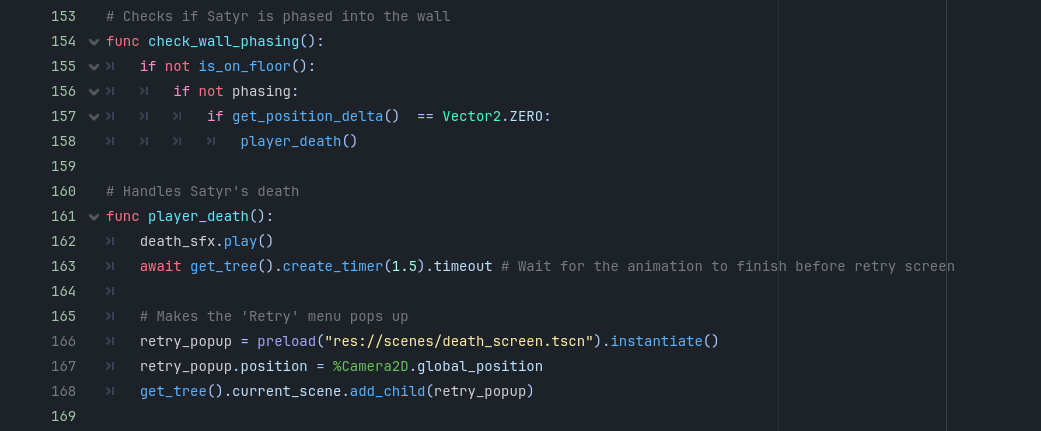 153 # Checks if Satyr is phased into the wall
154 func check_wall_phasing():
155 if not is_on_floor():
156 if not phasing:
157 if get_position_delta()  == Vector2.ZERO:
158 player_death()
159
160 # Handles Satyr's death
161 func player_death():
162 death_sfx.play()
163 await get_tree().create_timer(1.5).timeout # Wait for the animation to finish before retry screen
164
165 # Makes the 'Retry' menu pops up
166 retry_popup = preload("res://scenes/death_screen.tscn").instantiate()
167 retry_popup.position = %Camera2D.global_position
168 get_tree().current_scene.add_child(retry_popup)
169